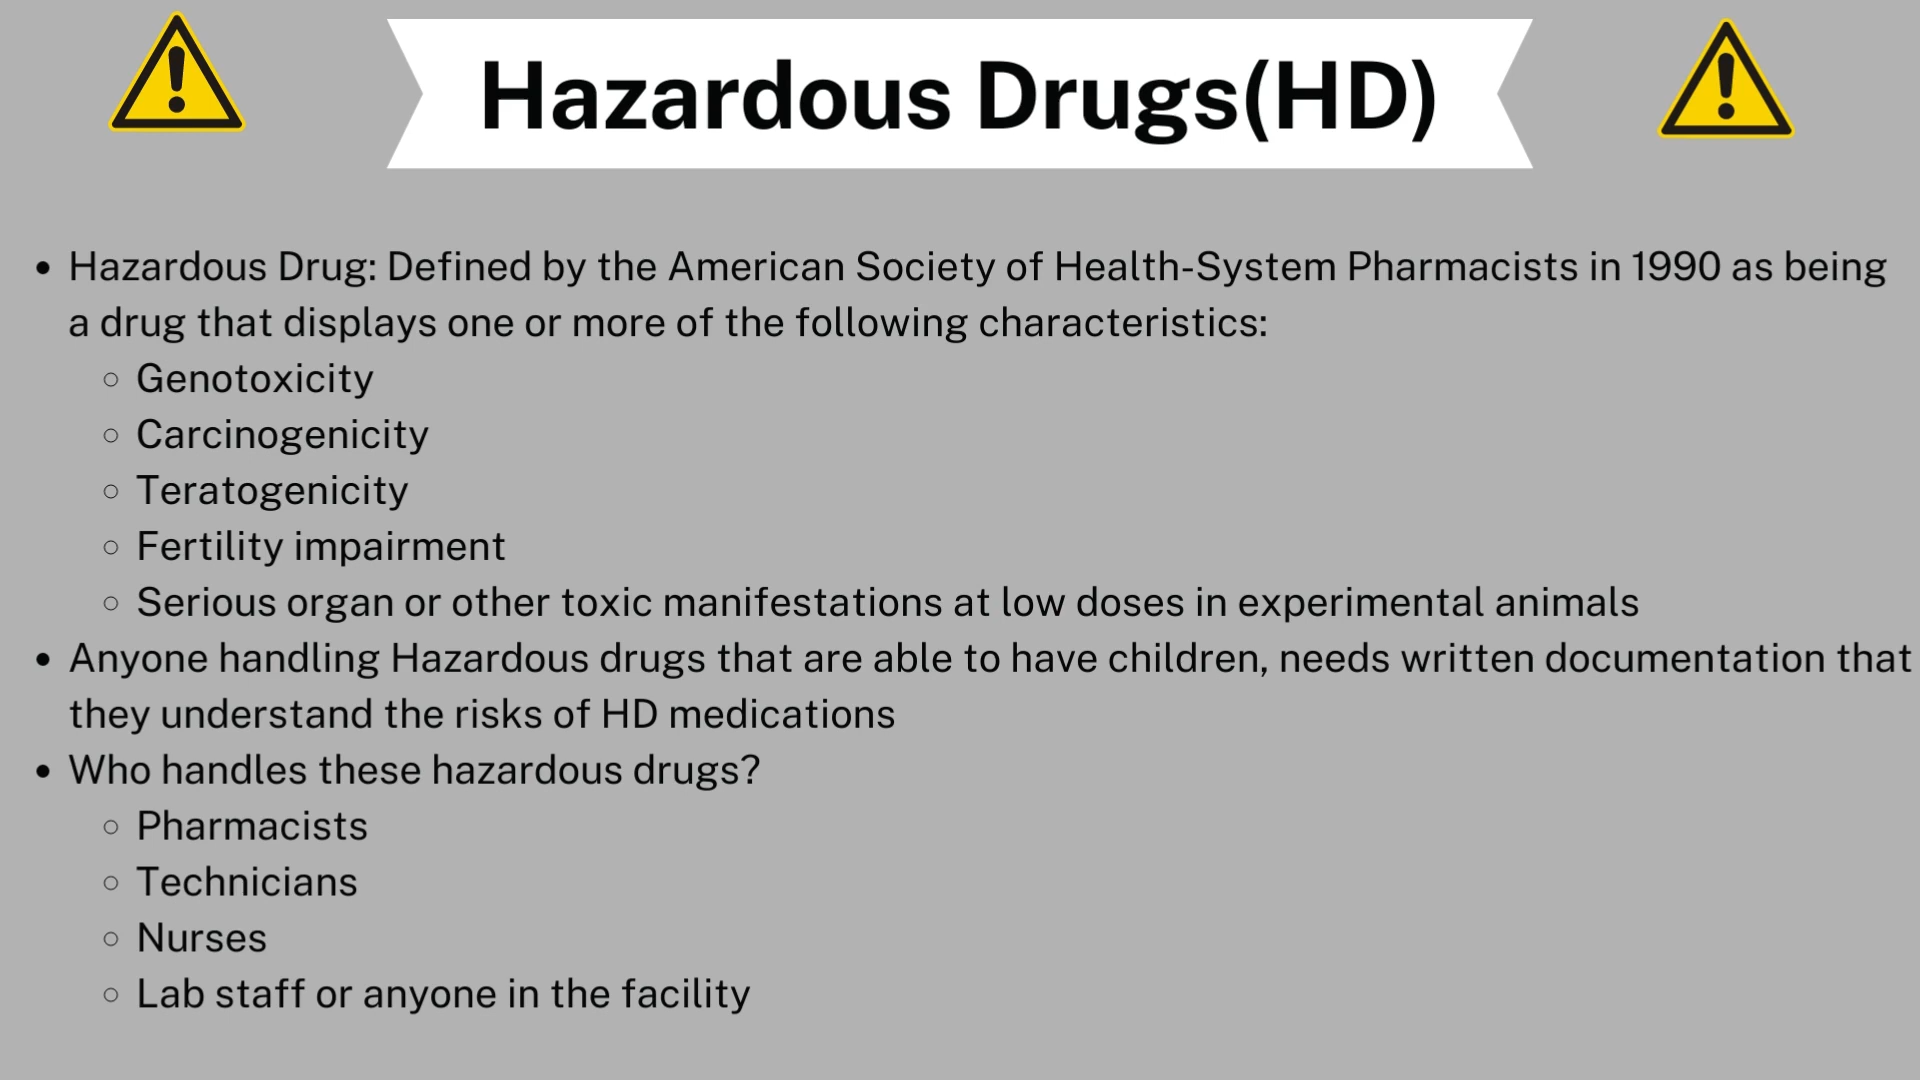 Hazardous Drugs(HD)
• Hazardous Drug: Defined by the American Society of Health-System Pharmacists in 1990 as being
a drug that displays one or more of the following characteristics:
◦ Genotoxicity
◦ Carcinogenicity
◦ Teratogenicity
◦ Fertility impairment
◦ Serious organ or other toxic manifestations at low doses in experimental animals
• Anyone handling Hazardous drugs that are able to have children, needs written documentation that
they understand the risks of HD medications
• Who handles these hazardous drugs?
◦ Pharmacists
◦ Technicians
◦ Nurses
◦ Lab staff or anyone in the facility